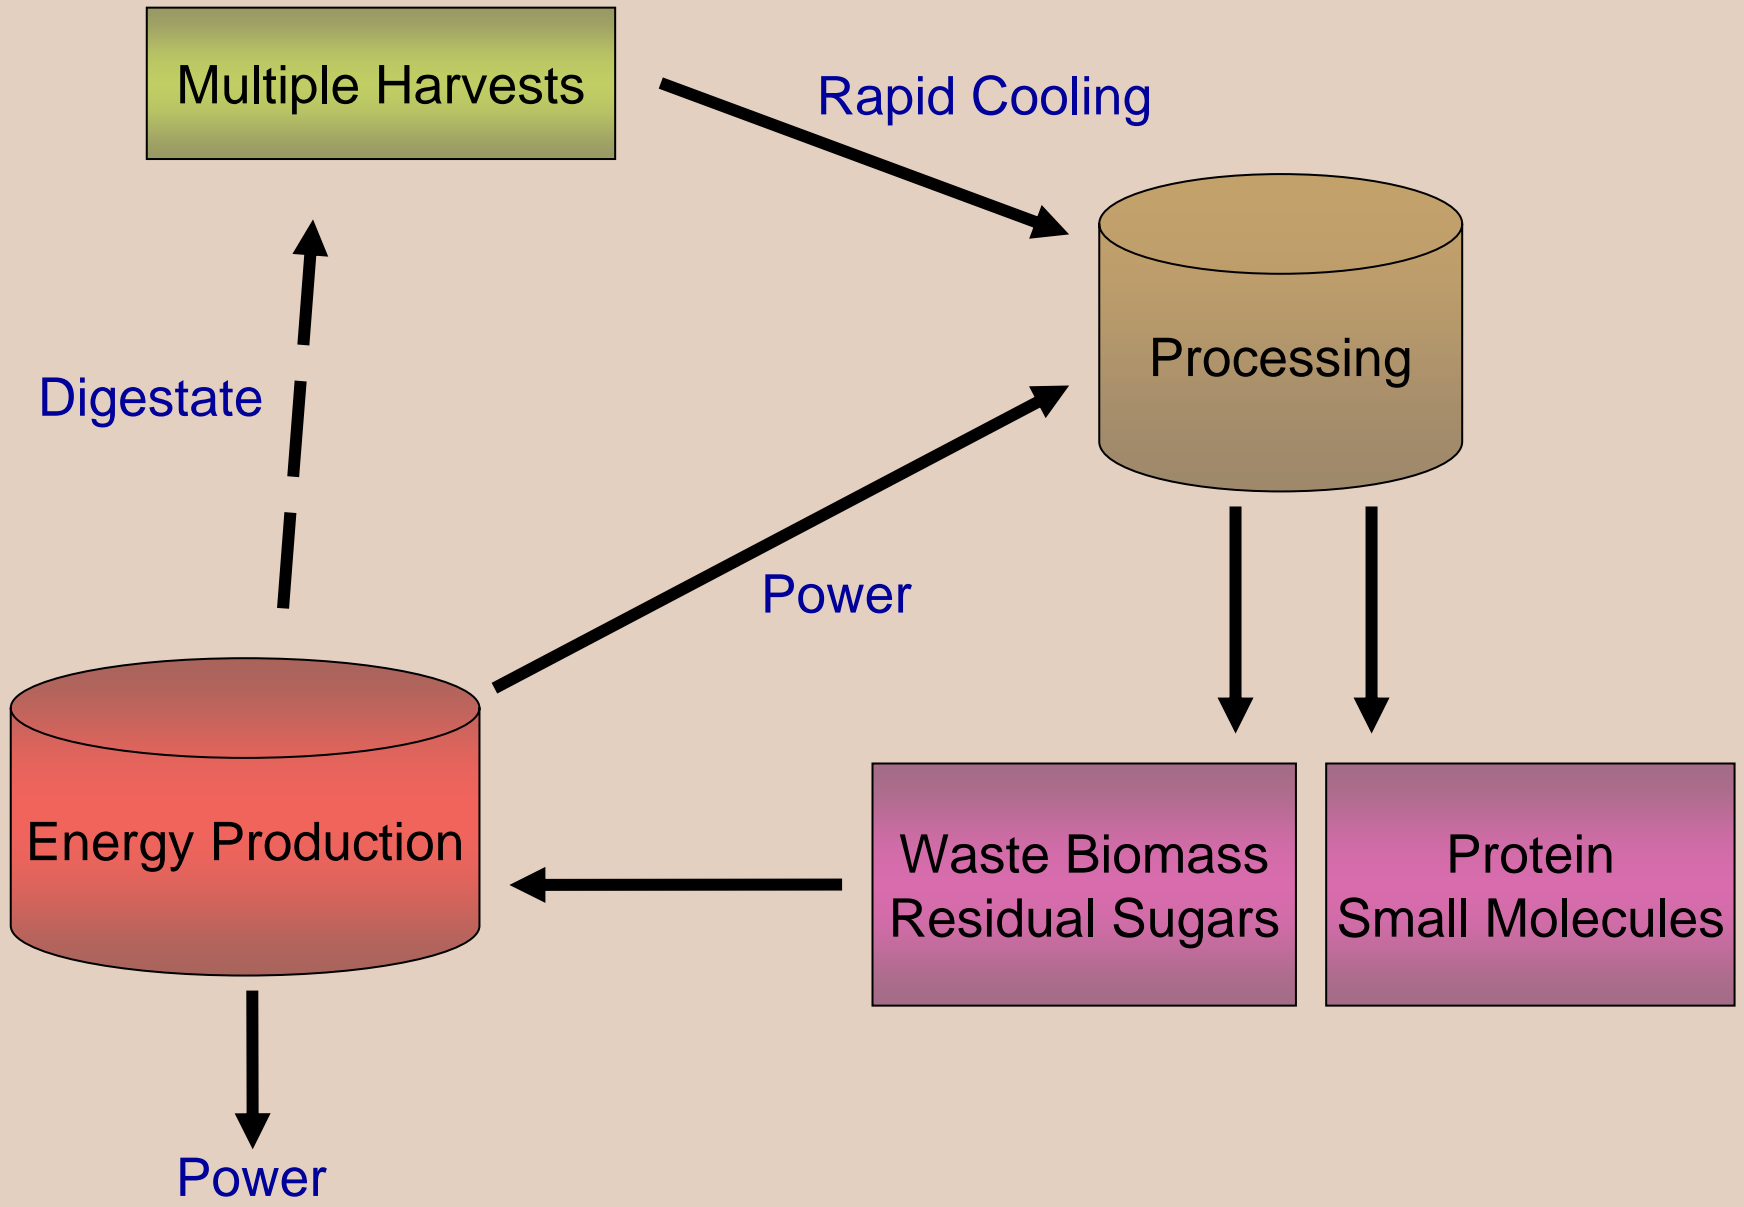 Multiple Harvests
Rapid Cooling
Processing
Digestate
Power
Energy Production
Waste Biomass
Residual Sugars
Protein
Small Molecules
Power